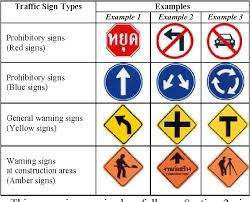 Traffic Sign Types
Examples
Example 1
Example 2
Example 3
Prohibitory signs
(Red signs)
หยุด
Prohibitory signs
(Blue signs)
General warning signs
(Yellow signs)
Warning signs
at construction areas
(Amber signs)